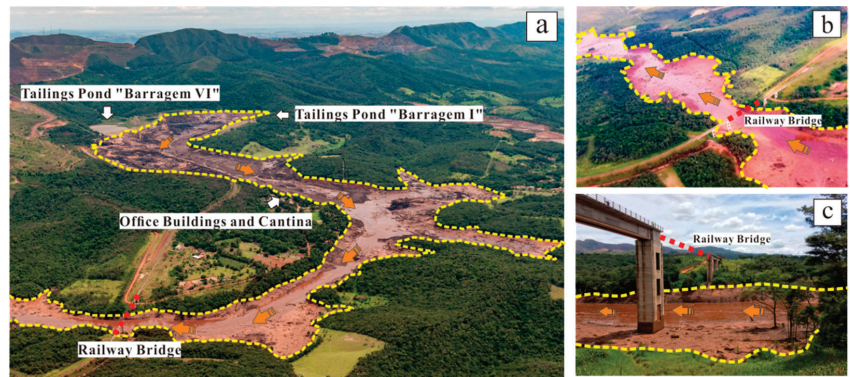 a
Tailings Pond "Barragem VI"
Tailings Pond "Barragem I"
Office Buildings and Cantina
Railway Bridge
b
Railway Bridge
c
Railway Bridge